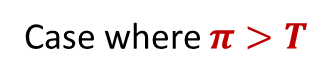 Case where π > T